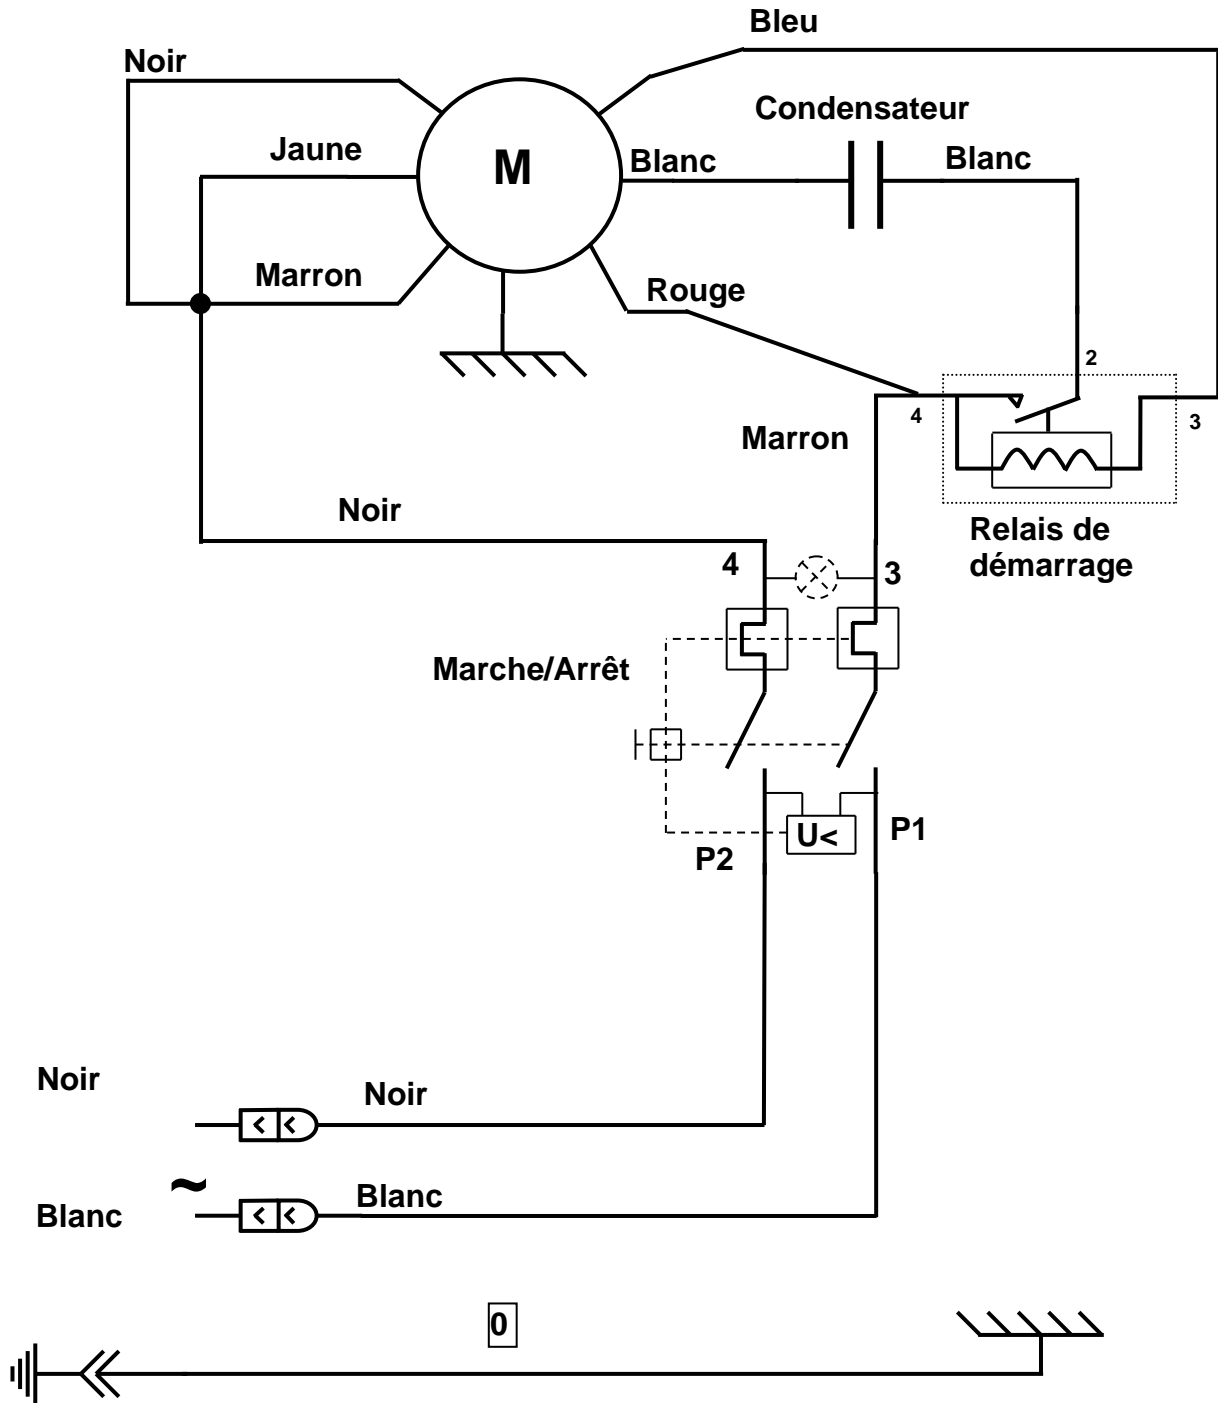 Bleu
Noir
Condensateur
Jaune
M
Blanc
Blanc
Marron
Rouge
2
4
3
Marron
Noir
Relais de
démarrage
4
3
Marche/Arrêt
U<
P1
P2
Noir
Noir
~
Blanc
Blanc
0